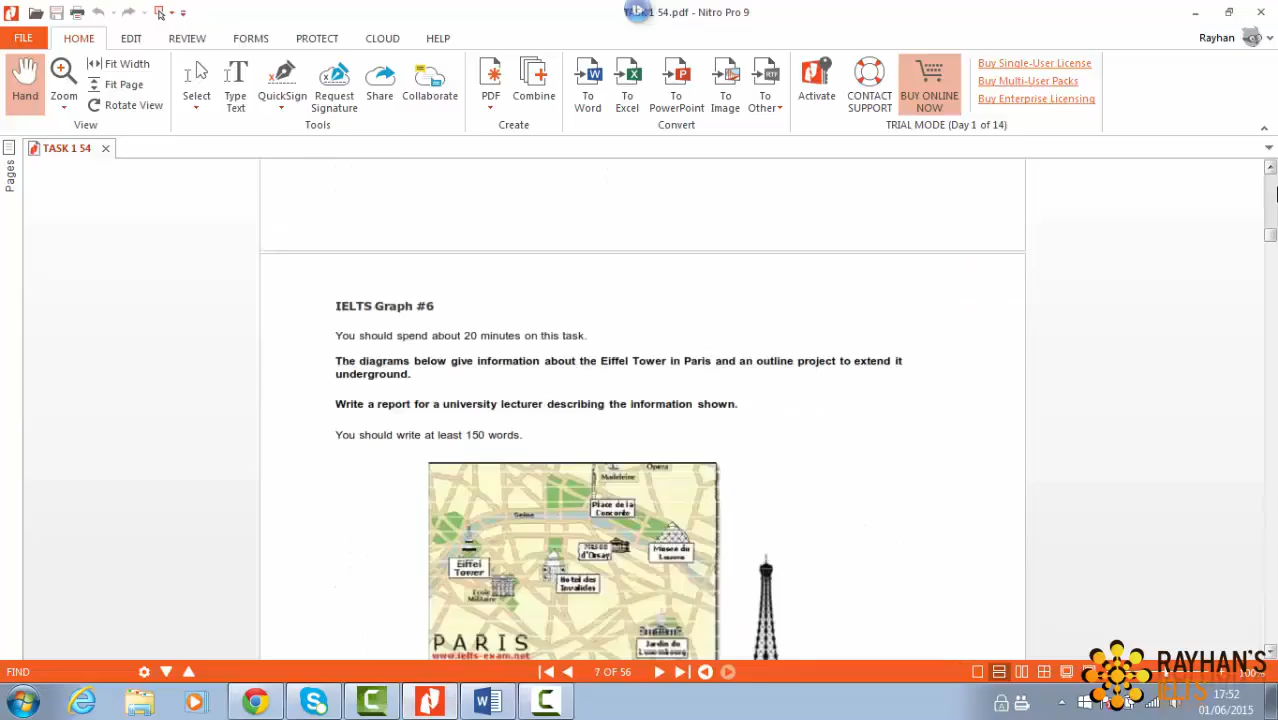 1 54.pdf - Nitro Pro 9
FILE HOME EDIT REVIEW FORMS PROTECT CLOUD HELP Rayhan
Hand Zoom Fit Width Fit Page Rotate View
View
Select Type Text QuickSign Request Signature Share Collaborate
Tools
PDF Combine
Create
To Word To Excel To PowerPoint To Image To Other
Convert
Activate CONTACT SUPPORT BUY ONLINE NOW
Buy Single-User License
Buy Multi-User Packs
Buy Enterprise Licensing
TRIAL MODE (Day 1 of 14)
TASK 1 54
Pages
IELTS Graph #6
You should spend about 20 minutes on this task.
The diagrams below give information about the Eiffel Tower in Paris and an outline project to extend it
underground.
Write a report for a university lecturer describing the information shown.
You should write at least 150 words.
Opera
Madeleine
Place de la
Concorde
Seine
Musee
d'Orsay
Musee du
Louvre
Eiffel
Tower
Hotel des
Invalides
Ecole
Militaire
Jardin du
Luxembourg
PARIS
www.ielts-exam.net
FIND 7 OF 56 100%
RAYHAN'S
IELTS
17:52
01/06/2015